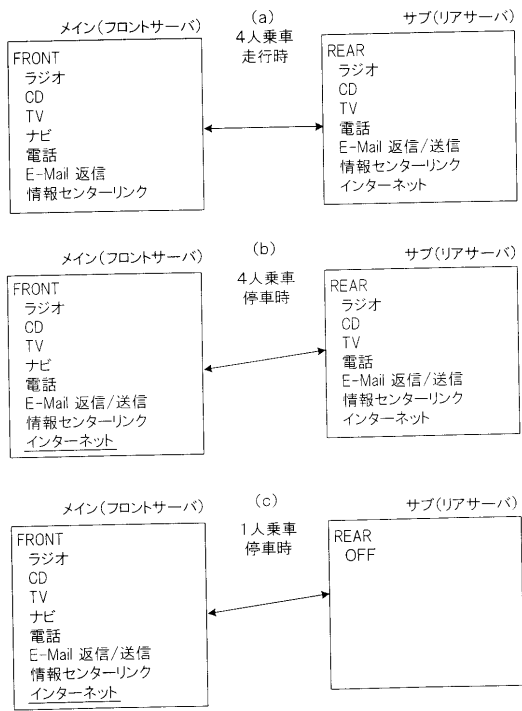 (a)
4人乗車
走行時
メイン(フロントサーバ)
FRONT
ラジオ
CD
TV
ナビ
電話
E-Mail 返信
情報センターリンク
サブ(リアサーバ)
REAR
ラジオ
CD
TV
電話
E-Mail 返信/送信
情報センターリンク
インターネット
(b)
4人乗車
停車時
メイン(フロントサーバ)
FRONT
ラジオ
CD
TV
ナビ
電話
E-Mail 返信/送信
情報センターリンク
インターネット
サブ(リアサーバ)
REAR
ラジオ
CD
TV
電話
E-Mail 返信/送信
情報センターリンク
インターネット
(c)
1人乗車
停車時
メイン(フロントサーバ)
FRONT
ラジオ
CD
TV
ナビ
電話
E-Mail 返信/送信
情報センターリンク
インターネット
サブ(リアサーバ)
REAR
OFF